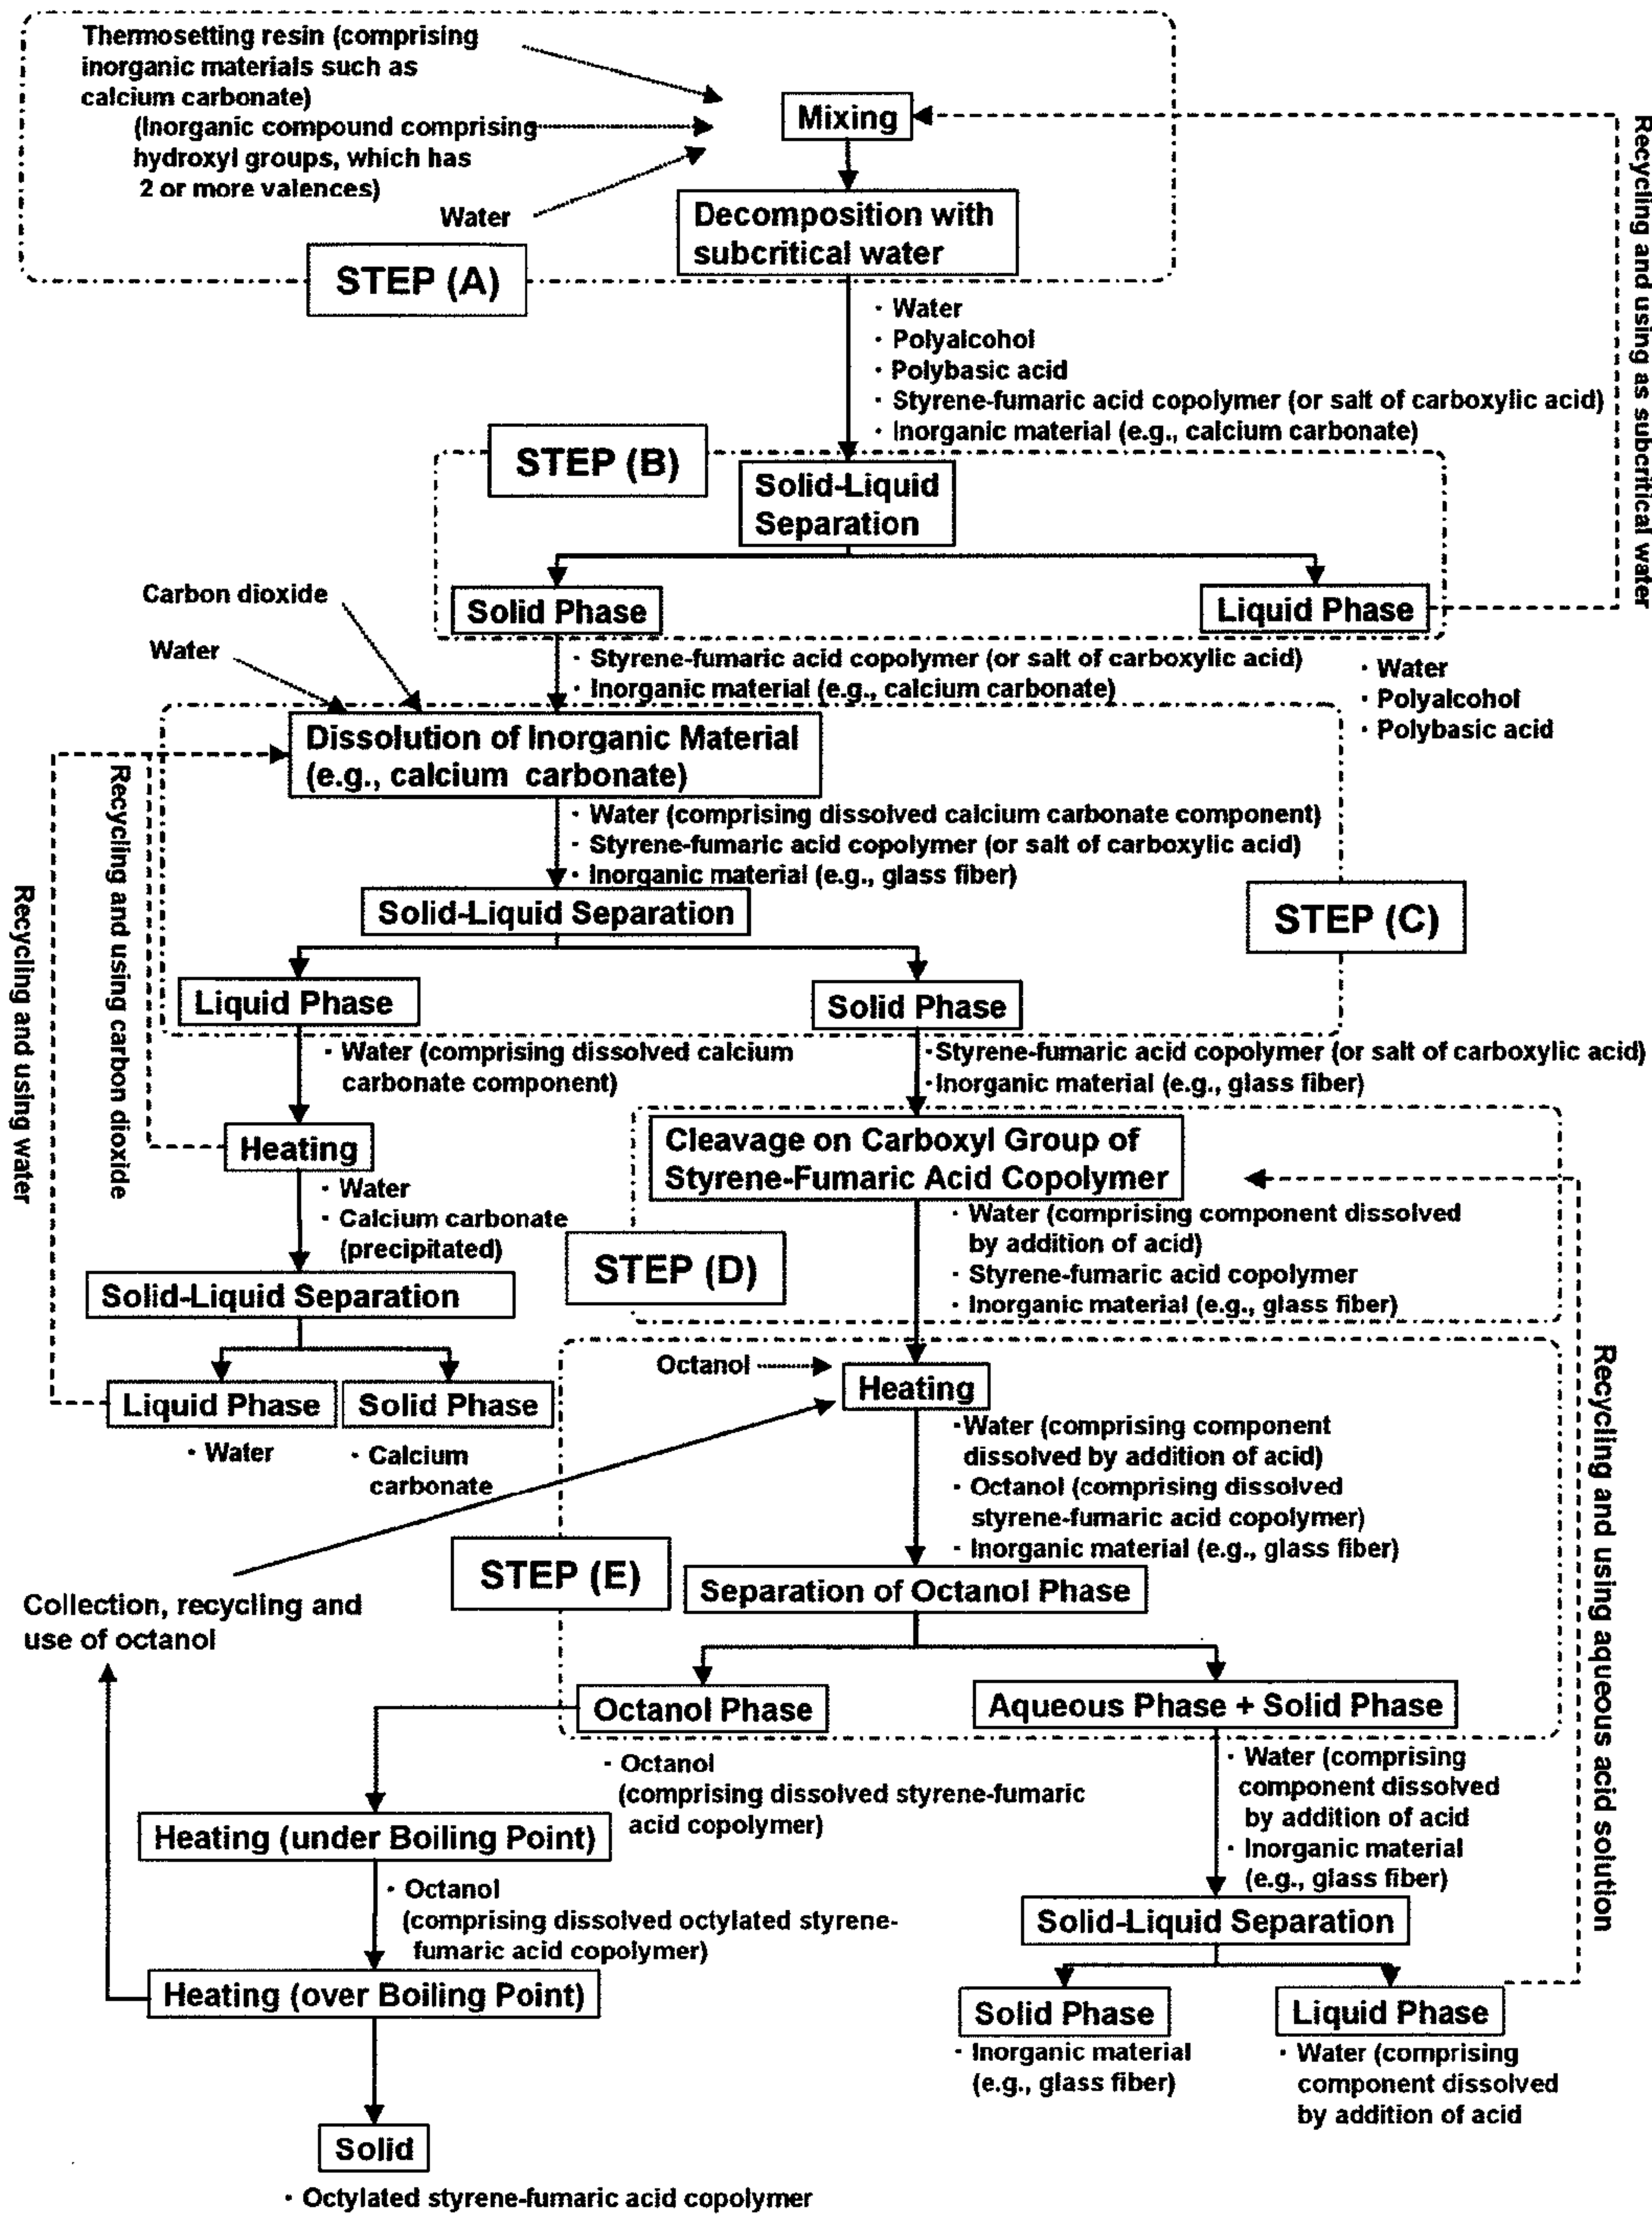 Thermosetting resin (comprising
inorganic materials such as
calcium carbonate)
(Inorganic compound comprising
hydroxyl groups, which has
2 or more valences)
Water
Mixing
Decomposition with
subcritical water
STEP (A)
Recycling and using as subcritical water
· Water
· Polyalcohol
· Polybasic acid
· Styrene-fumaric acid copolymer (or salt of carboxylic acid)
· Inorganic material (e.g., calcium carbonate)
STEP (B)
Solid-Liquid
Separation
Solid Phase
Liquid Phase
Carbon dioxide
Water
· Styrene-fumaric acid copolymer (or salt of carboxylic acid)
· Inorganic material (e.g., calcium carbonate)
· Water
· Polyalcohol
· Polybasic acid
Dissolution of Inorganic Material
(e.g., calcium carbonate)
· Water (comprising dissolved calcium carbonate component)
· Styrene-fumaric acid copolymer (or salt of carboxylic acid)
· Inorganic material (e.g., glass fiber)
Solid-Liquid Separation
STEP (C)
Recycling and using water
Recycling and using carbon dioxide
Liquid Phase
Solid Phase
· Water (comprising dissolved calcium
carbonate component)
·Styrene-fumaric acid copolymer (or salt of carboxylic acid)
·Inorganic material (e.g., glass fiber)
Heating
· Water
· Calcium carbonate
(precipitated)
Solid-Liquid Separation
Liquid Phase
Solid Phase
· Water
· Calcium
carbonate
Cleavage on Carboxyl Group of
Styrene-Fumaric Acid Copolymer
· Water (comprising component dissolved
by addition of acid)
· Styrene-fumaric acid copolymer
· Inorganic material (e.g., glass fiber)
STEP (D)
Octanol
Heating
·Water (comprising component
dissolved by addition of acid)
· Octanol (comprising dissolved
styrene-fumaric acid copolymer)
· Inorganic material (e.g., glass fiber)
STEP (E)
Separation of Octanol Phase
Recycling and using aqueous acid solution
Collection, recycling and
use of octanol
Octanol Phase
Aqueous Phase + Solid Phase
· Octanol
(comprising dissolved styrene-fumaric
acid copolymer)
· Water (comprising
component dissolved
by addition of acid
· Inorganic material
(e.g., glass fiber)
Heating (under Boiling Point)
· Octanol
(comprising dissolved octylated styrene-
fumaric acid copolymer)
Solid-Liquid Separation
Heating (over Boiling Point)
Solid Phase
Liquid Phase
· Inorganic material
(e.g., glass fiber)
· Water (comprising
component dissolved
by addition of acid
Solid
· Octylated styrene-fumaric acid copolymer